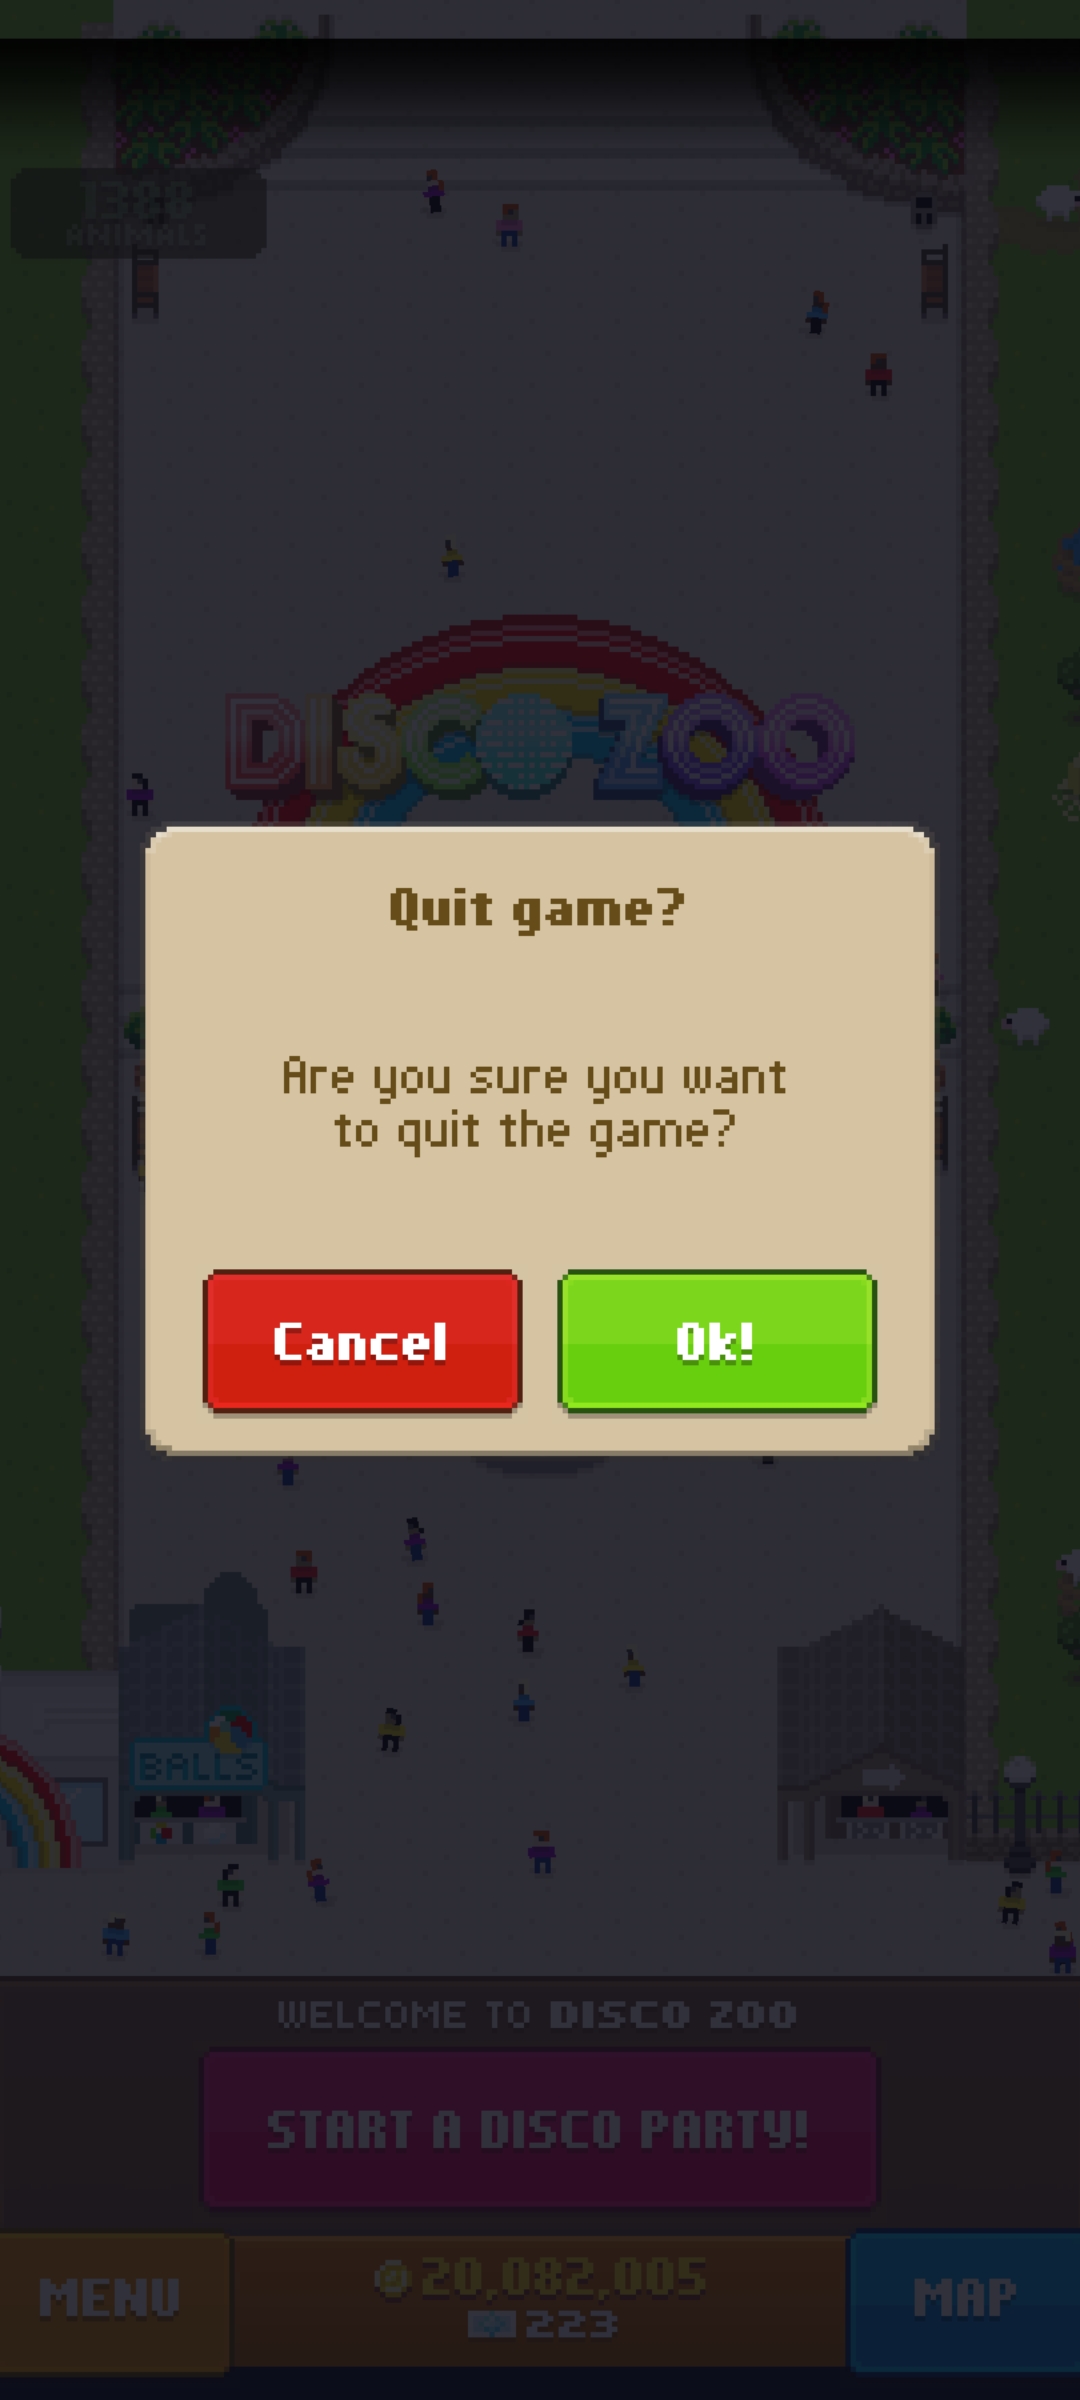 1388
ANIMALS
DISCO ZOO
Quit game?
Are you sure you want
to quit the game?
Cancel
Ok!
BALLS
WELCOME TO DISCO ZOO
START A DISCO PARTY!
MENU
20,082,005
223
MAP